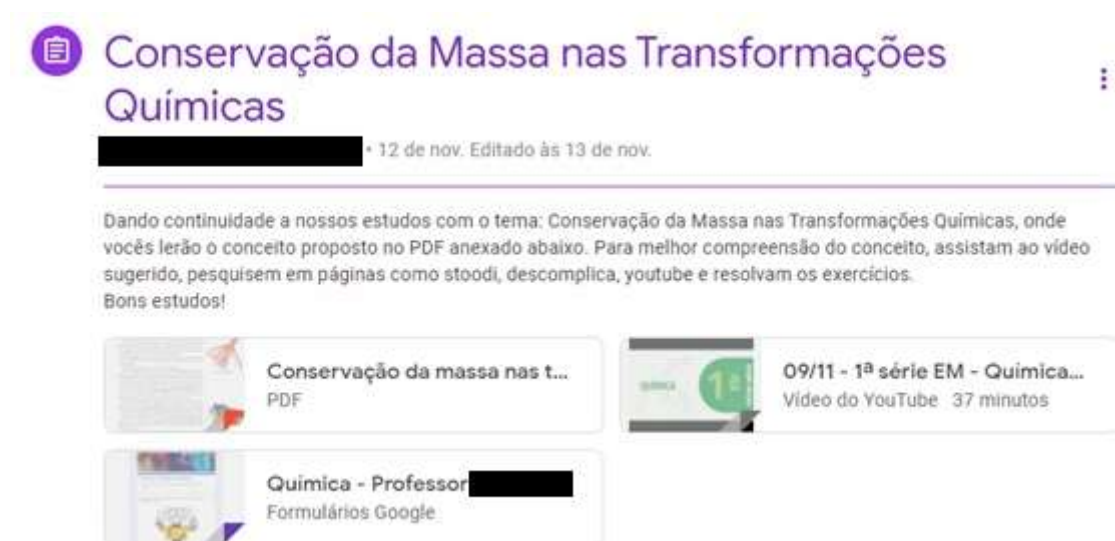 Conservação da Massa nas Transformações
Químicas
• 12 de nov. Editado às 13 de nov.
Dando continuidade a nossos estudos com o tema: Conservação da Massa nas Transformações Químicas, onde
vocês lerão o conceito proposto no PDF anexado abaixo. Para melhor compreensão do conceito, assistam ao vídeo
sugerido, pesquisem em páginas como stoodi, descomplica, youtube e resolvam os exercícios.
Bons estudos!
Conservação da massa nas t...
PDF
09/11 - 1ª série EM - Quimica...
Vídeo do YouTube 37 minutos
Química - Professor
Formulários Google